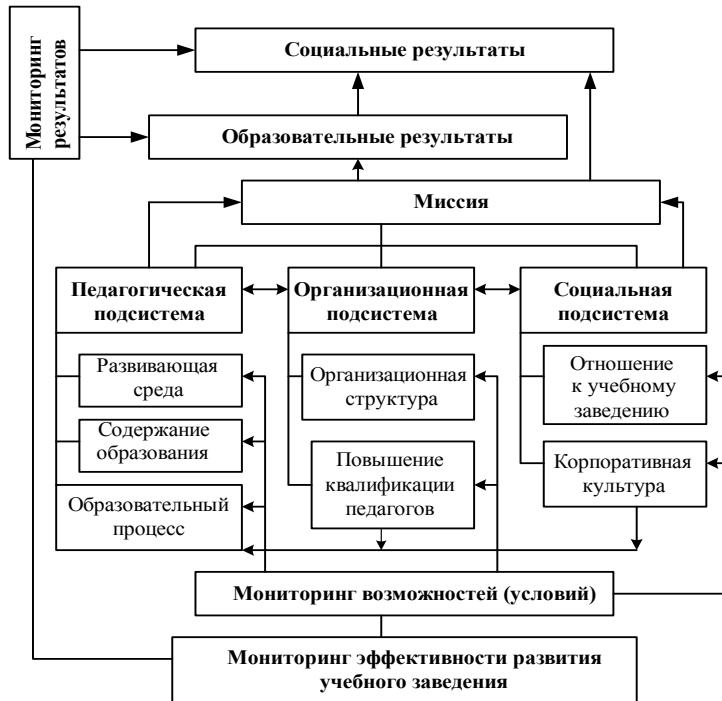 Мониторинг
результатов
Социальные результаты
Образовательные результаты
Миссия
Педагогическая
подсистема
Организационная
подсистема
Социальная
подсистема
Развивающая
среда
Организационная
структура
Отношение
к учебному
заведению
Содержание
образования
Повышение
квалификации
педагогов
Корпоративная
культура
Образовательный
процесс
Мониторинг возможностей (условий)
Мониторинг эффективности развития
учебного заведения